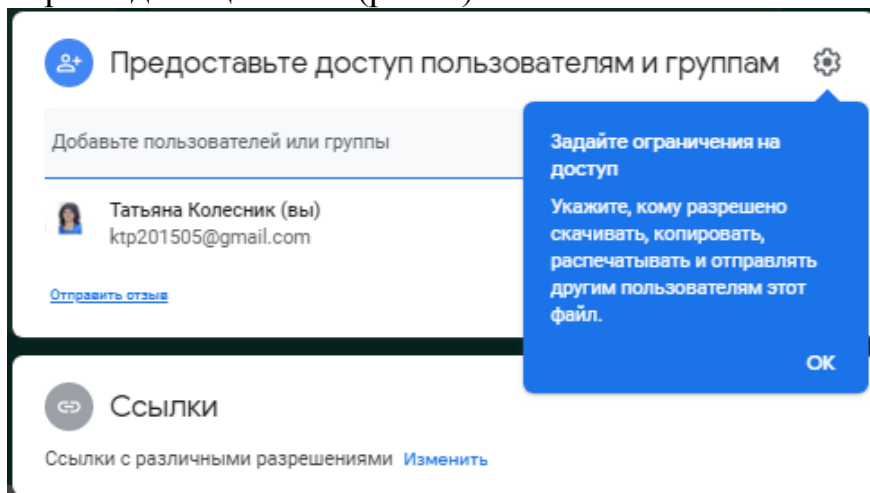 Предоставьте доступ пользователям и группам
Добавьте пользователей или группы
Татьяна Колесник (вы)
ktp201505@gmail.com
Отправить отзыв
Задайте ограничения на
доступ
Укажите, кому разрешено
скачивать, копировать,
распечатывать и отправлять
другим пользователям этот
файл.
ОК
Ссылки
Ссылки с различными разрешениями Изменить